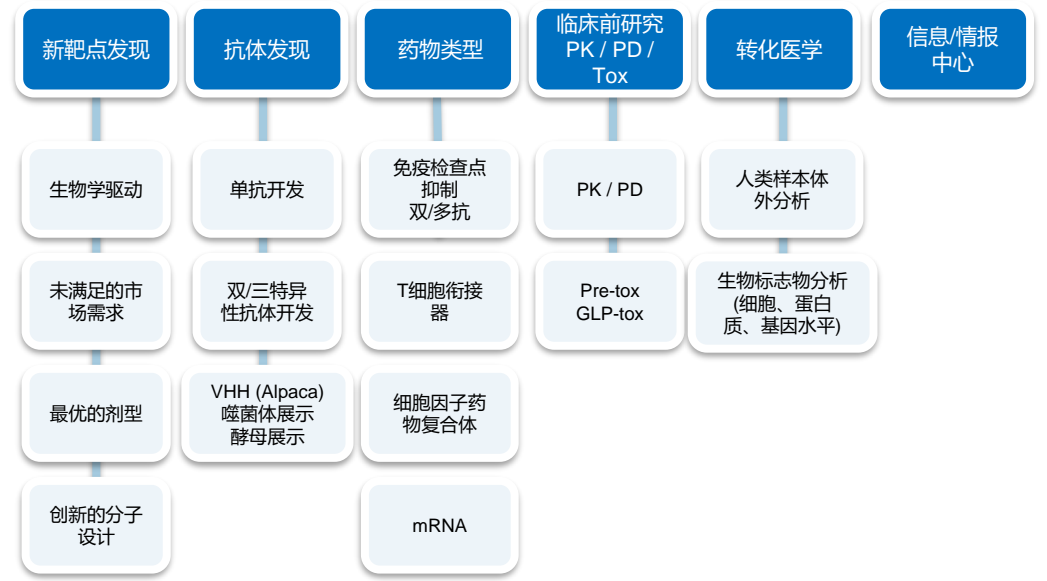 新靶点发现
抗体发现
药物类型
临床前研究
PK / PD /
Tox
转化医学
信息/情报
中心
生物学驱动
单抗开发
免疫检查点
抑制
双/多抗
PK / PD
人类样本体
外分析
未满足的市
场需求
双/三特异
性抗体开发
T细胞衔接
器
Pre-tox
GLP-tox
生物标志物分析
(细胞、蛋白
质、基因水平)
最优的剂型
VHH (Alpaca)
噬菌体展示
酵母展示
细胞因子药
物复合体
创新的分子
设计
mRNA